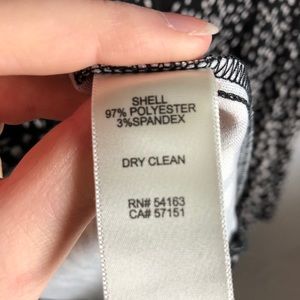 SHELL
97% POLYESTER
3%SPANDEX
DRY CLEAN
RN# 54163
CA# 57151